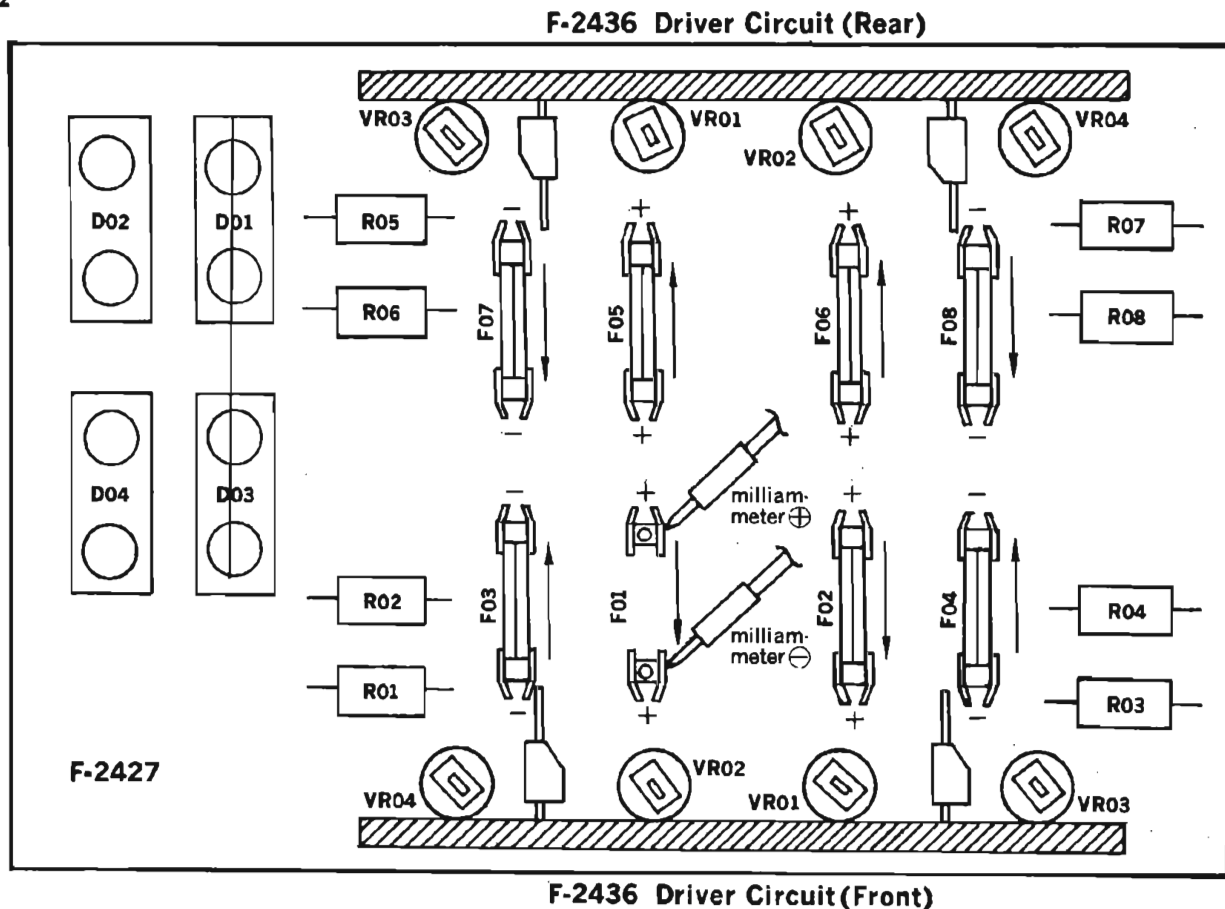 F-2436 Driver Circuit (Rear)
VR03
VR01
VR02
VR04
D02
D01
R05
R07
R06
R08
F07
F05
F06
F08
- + + -
- + + -
D04
D03
- + + -
milliam-
meter ⊕
R02
F03
F01
F02
F04
R04
milliam-
meter ⊖
R01
R03
- + + -
F-2427
VR04
VR02
VR01
VR03
F-2436 Driver Circuit (Front)